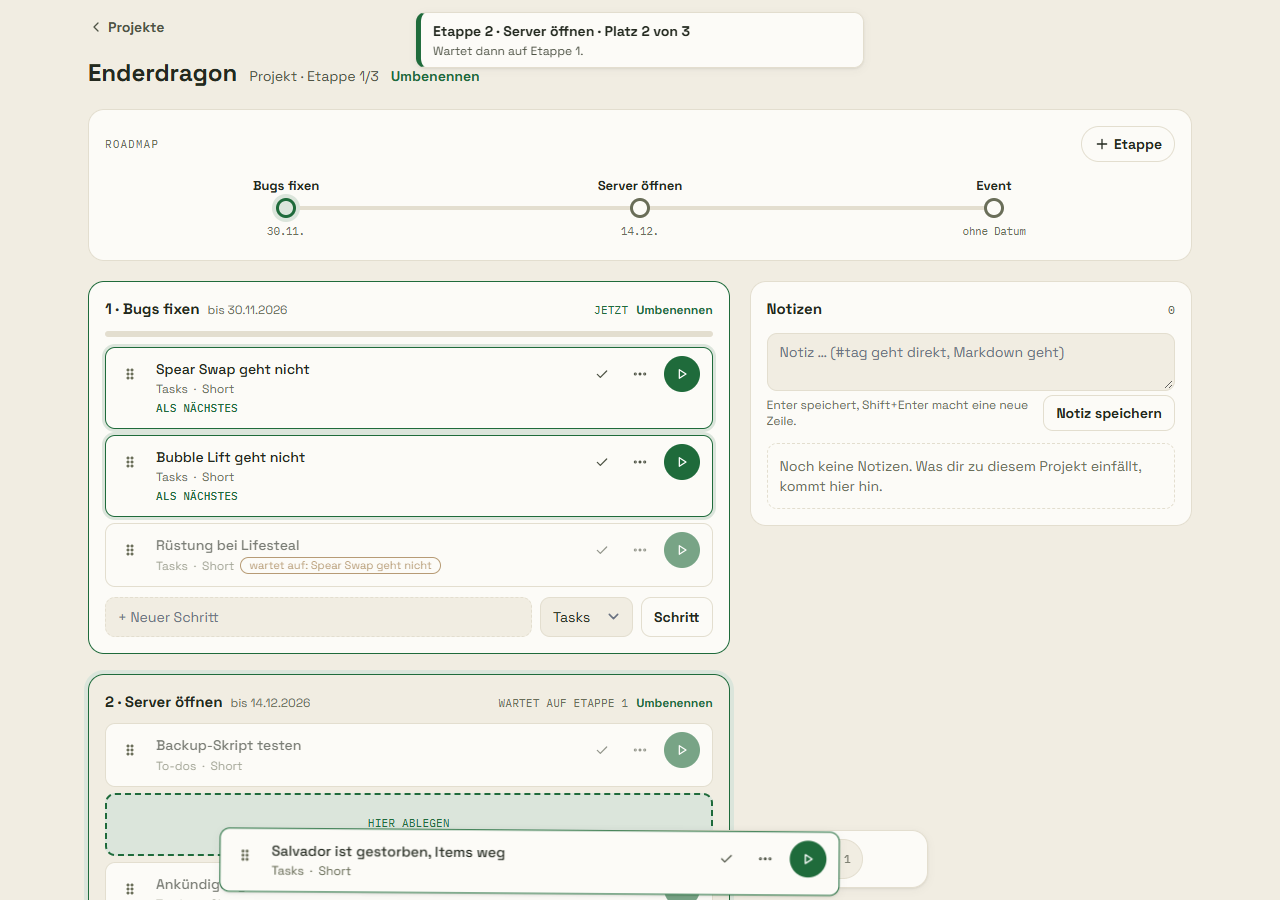 Projekte
Etappe 2 · Server öffnen · Platz 2 von 3
Wartet dann auf Etappe 1.
Enderdragon Projekt · Etappe 1/3 Umbenennen
ROADMAP
+ Etappe
Bugs fixen
Server öffnen
Event
30.11.
14.12.
ohne Datum
1 · Bugs fixen bis 30.11.2026 JETZT Umbenennen
Spear Swap geht nicht
Tasks · Short
ALS NÄCHSTES
Bubble Lift geht nicht
Tasks · Short
ALS NÄCHSTES
Rüstung bei Lifesteal
Tasks · Short wartet auf: Spear Swap geht nicht
+ Neuer Schritt
Tasks
Schritt
Notizen 0
Notiz … (#tag geht direkt, Markdown geht)
Enter speichert, Shift+Enter macht eine neue
Zeile.
Notiz speichern
Noch keine Notizen. Was dir zu diesem Projekt einfällt,
kommt hier hin.
2 · Server öffnen bis 14.12.2026 WARTET AUF ETAPPE 1 Umbenennen
Backup-Skript testen
To-dos · Short
HIER ABLEGEN
Salvador ist gestorben, Items weg
Tasks · Short
1